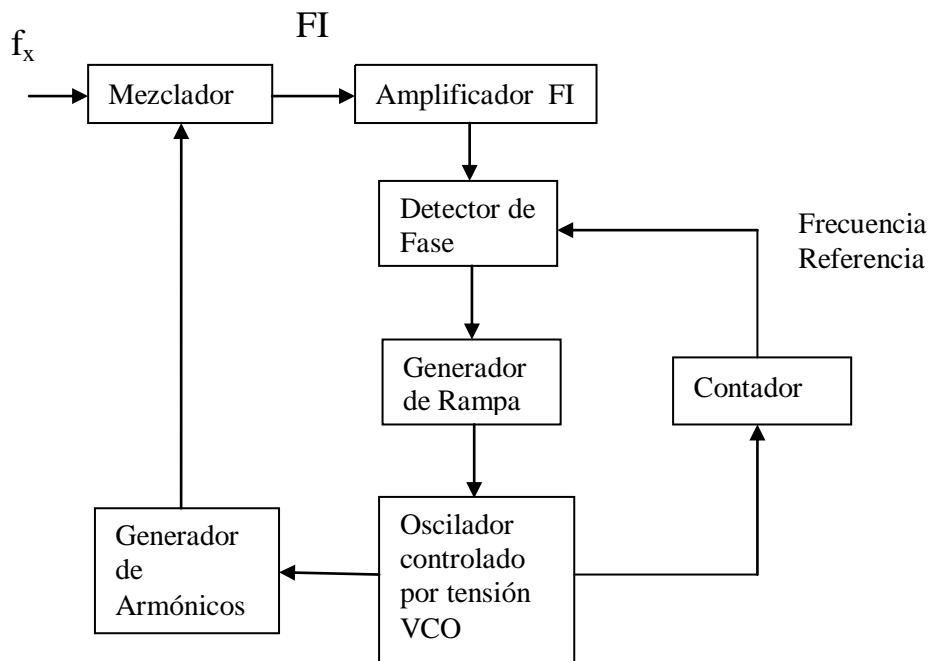 FI
fx
Mezclador
Amplificador FI
Detector de
Fase
Frecuencia
Referencia
Generador
de Rampa
Contador
Generador
de
Armónicos
Oscilador
controlado
por tensión
VCO